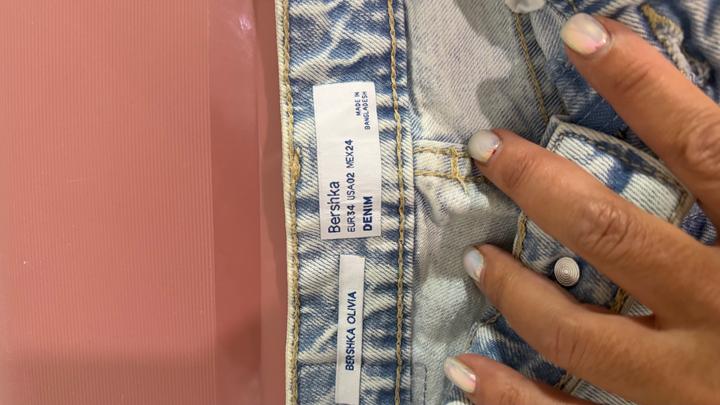 Bershka
EUR34 USA02 MEX24
DENIM
MADE IN
BANGLADESH
BERSHKA OLIVIA